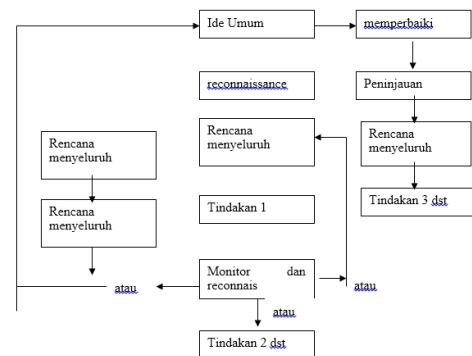 Ide Umum
memperbaiki
reconnaissance
Peninjauan
Rencana
menyeluruh
Rencana
menyeluruh
Rencana
menyeluruh
Rencana
menyeluruh
Tindakan 1
Tindakan 3 dst
Monitor dan
reconnais
atau
atau
atau
Tindakan 2 dst